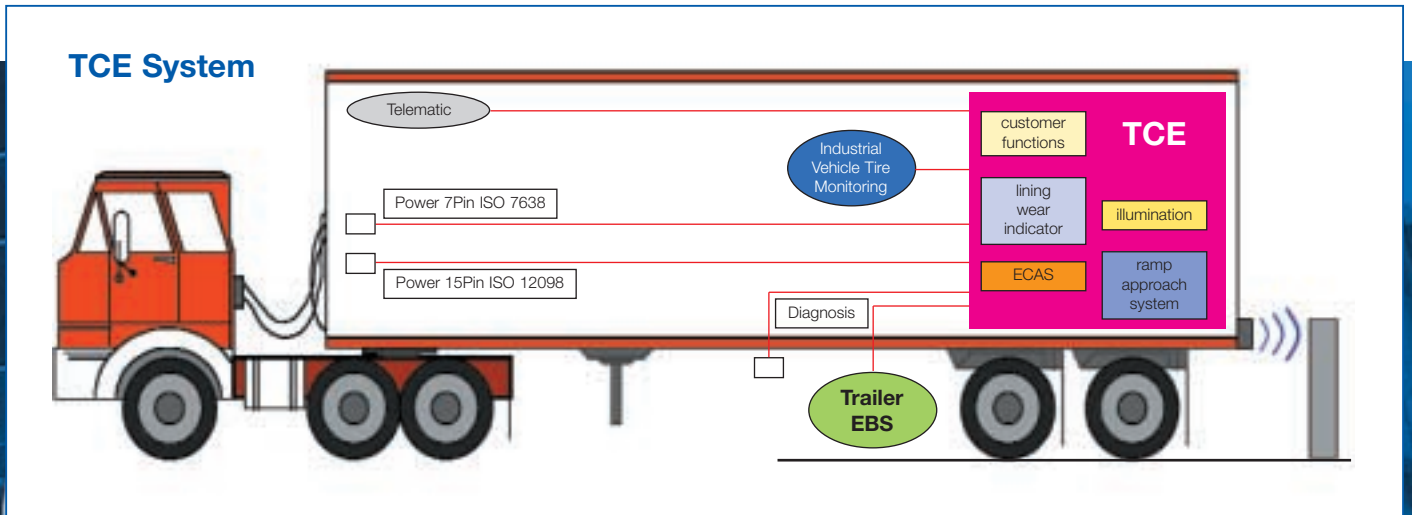 TCE System
Telematic
customer
functions
TCE
Industrial
Vehicle Tire
Monitoring
Power 7Pin ISO 7638
lining
wear
indicator
illumination
Power 15Pin ISO 12098
ECAS
ramp
approach
system
Diagnosis
Trailer
EBS